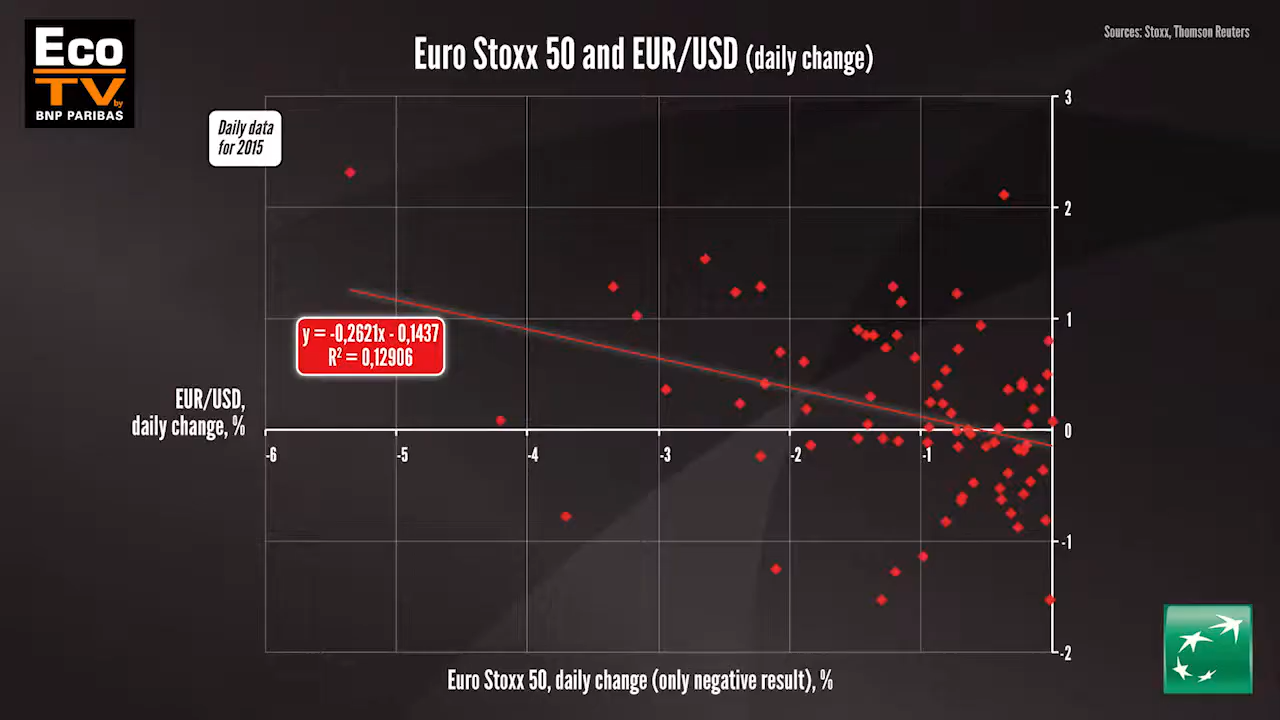 Eco
TV by
BNP PARIBAS
Euro Stoxx 50 and EUR/USD (daily change)
Sources: Stoxx, Thomson Reuters
Daily data
for 2015
3
2
1
0
-1
-2
y = -0,2621x - 0,1437
R² = 0,12906
EUR/USD,
daily change, %
-6 -5 -4 -3 -2 -1
Euro Stoxx 50, daily change (only negative result), %